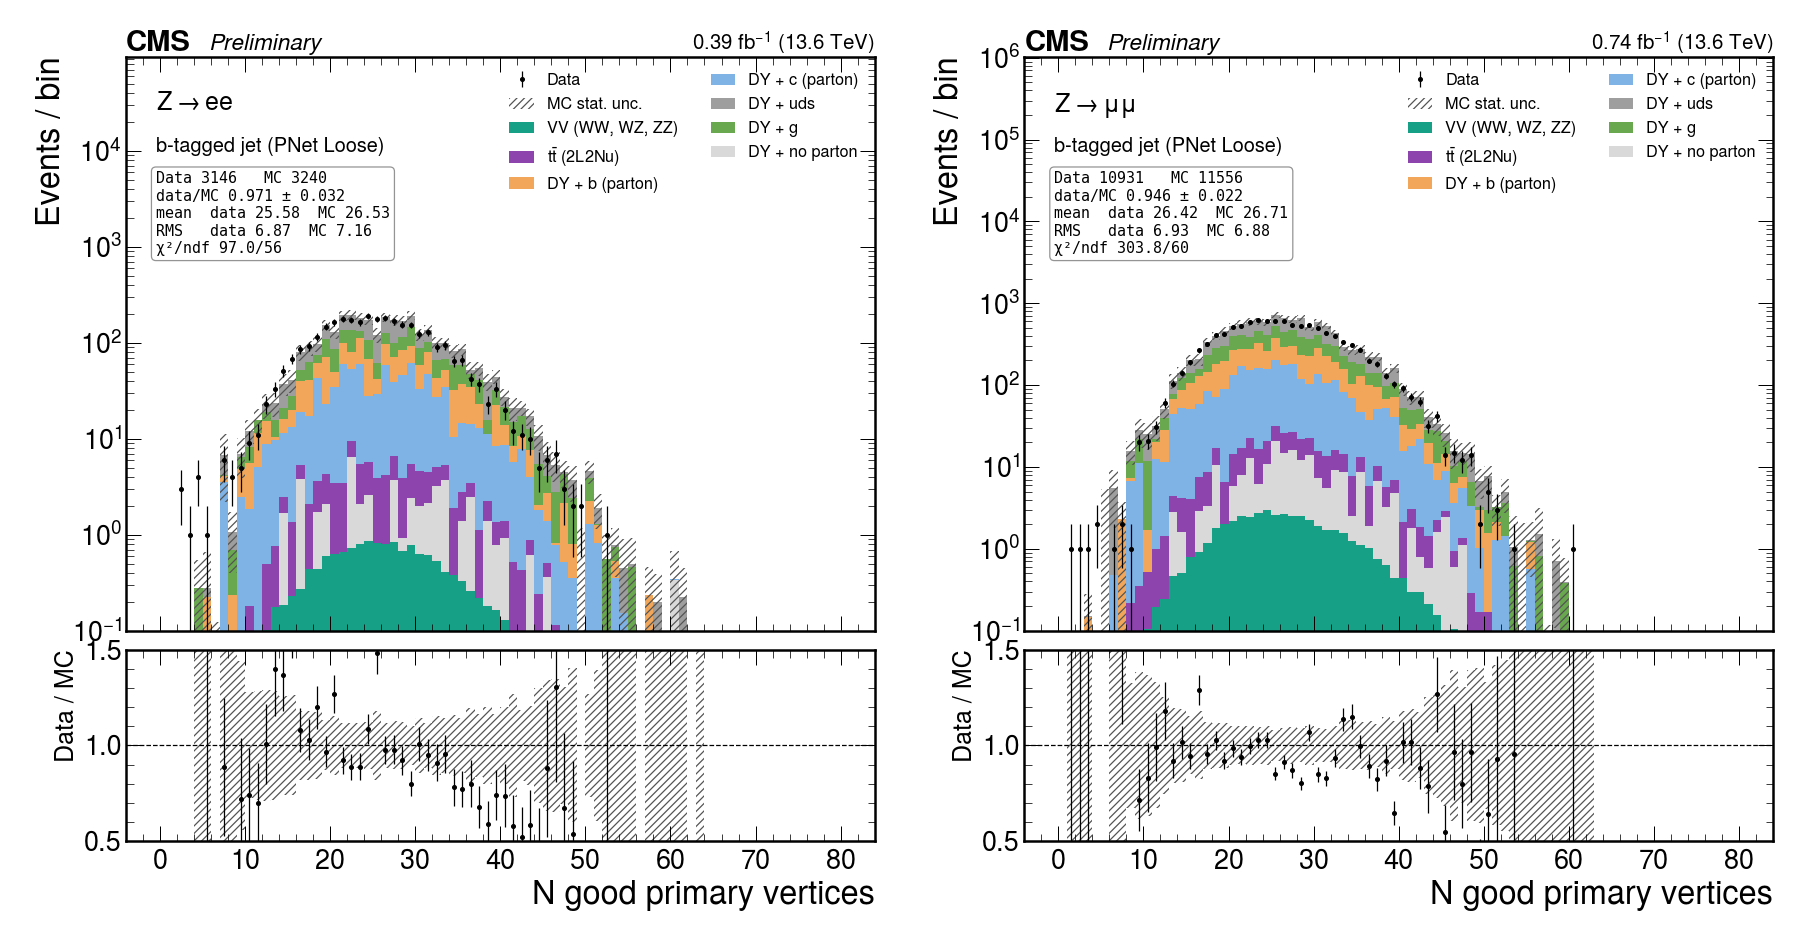 CMS Preliminary 0.39 fb⁻¹ (13.6 TeV)
Events / bin
Z → ee
b-tagged jet (PNet Loose)
Data 3146 MC 3240
data/MC 0.971 ± 0.032
mean data 25.58 MC 26.53
RMS data 6.87 MC 7.16
χ²/ndf 97.0/56
Data
MC stat. unc.
VV (WW, WZ, ZZ)
tt̄ (2L2Nu)
DY + b (parton)
DY + c (parton)
DY + uds
DY + g
DY + no parton
10⁴
10³
10²
10¹
10⁰
10⁻¹
Data / MC
1.5
1.0
0.5
0 10 20 30 40 50 60 70 80
N good primary vertices
CMS Preliminary 0.74 fb⁻¹ (13.6 TeV)
Events / bin
Z → μμ
b-tagged jet (PNet Loose)
Data 10931 MC 11556
data/MC 0.946 ± 0.022
mean data 26.42 MC 26.71
RMS data 6.93 MC 6.88
χ²/ndf 303.8/60
Data
MC stat. unc.
VV (WW, WZ, ZZ)
tt̄ (2L2Nu)
DY + b (parton)
DY + c (parton)
DY + uds
DY + g
DY + no parton
10⁶
10⁵
10⁴
10³
10²
10¹
10⁰
10⁻¹
Data / MC
1.5
1.0
0.5
0 10 20 30 40 50 60 70 80
N good primary vertices